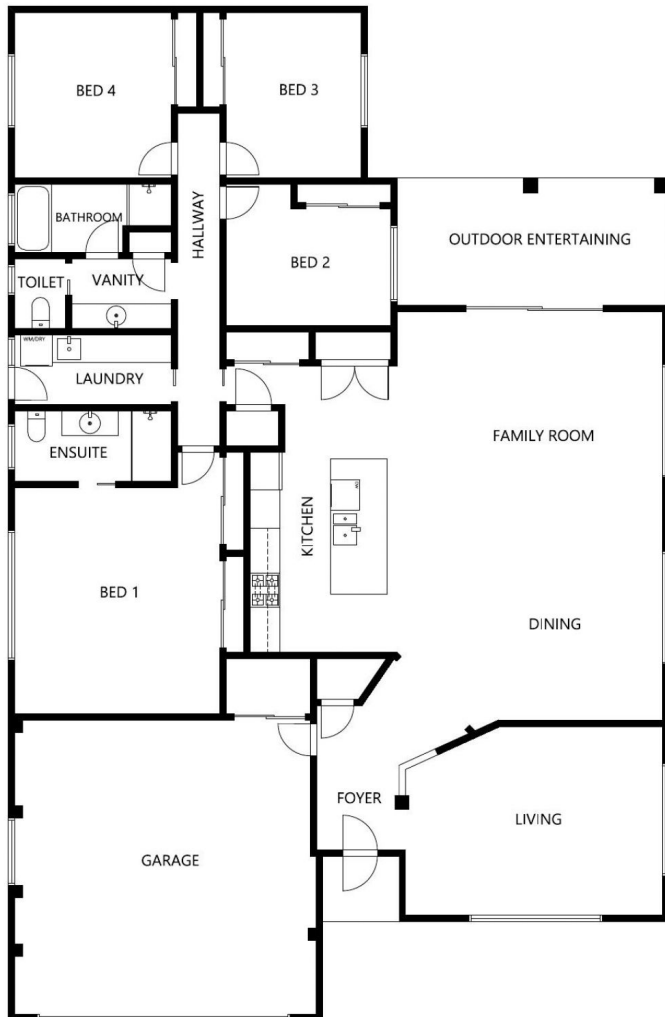 BED 4
BED 3
BATHROOM
HALLWAY
BED 2
OUTDOOR ENTERTAINING
TOILET
VANITY
WM/DRY
LAUNDRY
FAMILY ROOM
ENSUITE
KITCHEN
BED 1
DINING
FOYER
LIVING
GARAGE